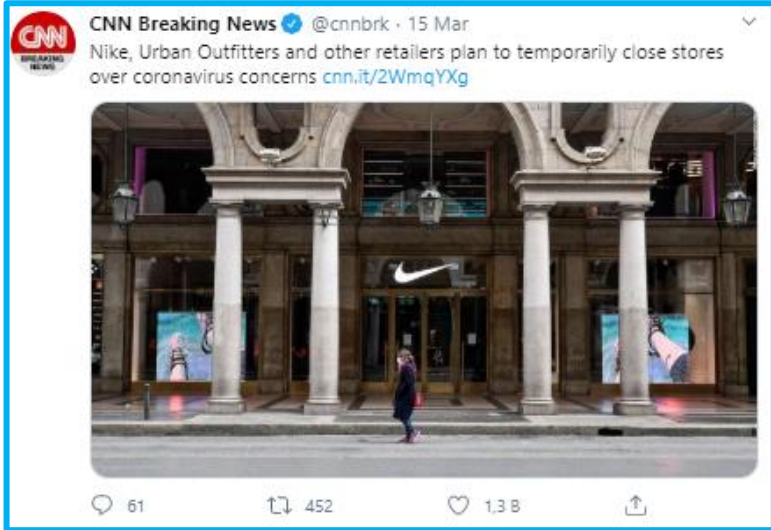 CNN
BREAKING
NEWS
CNN Breaking News @cnnbrk · 15 Mar
Nike, Urban Outfitters and other retailers plan to temporarily close stores
over coronavirus concerns cnn.it/2WmqYXg
61 452 1,3 B